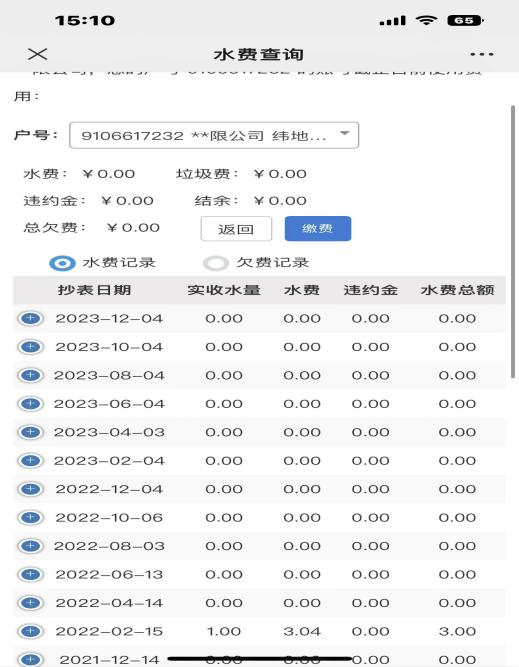 15:10 65
水费查询
用：
户号： 9106617232 **限公司 纬地...
水费：￥0.00 垃圾费：￥0.00
违约金：￥0.00 结余：￥0.00
总欠费：￥0.00 返回 缴费
水费记录 欠费记录
抄表日期 实收水量 水费 违约金 水费总额
2023-12-04 0.00 0.00 0.00 0.00
2023-10-04 0.00 0.00 0.00 0.00
2023-08-04 0.00 0.00 0.00 0.00
2023-06-04 0.00 0.00 0.00 0.00
2023-04-03 0.00 0.00 0.00 0.00
2023-02-04 0.00 0.00 0.00 0.00
2022-12-04 0.00 0.00 0.00 0.00
2022-10-06 0.00 0.00 0.00 0.00
2022-08-03 0.00 0.00 0.00 0.00
2022-06-13 0.00 0.00 0.00 0.00
2022-04-14 0.00 0.00 0.00 0.00
2022-02-15 1.00 3.04 0.00 3.00
2021-12-14 0.00 0.00 0.00 0.00